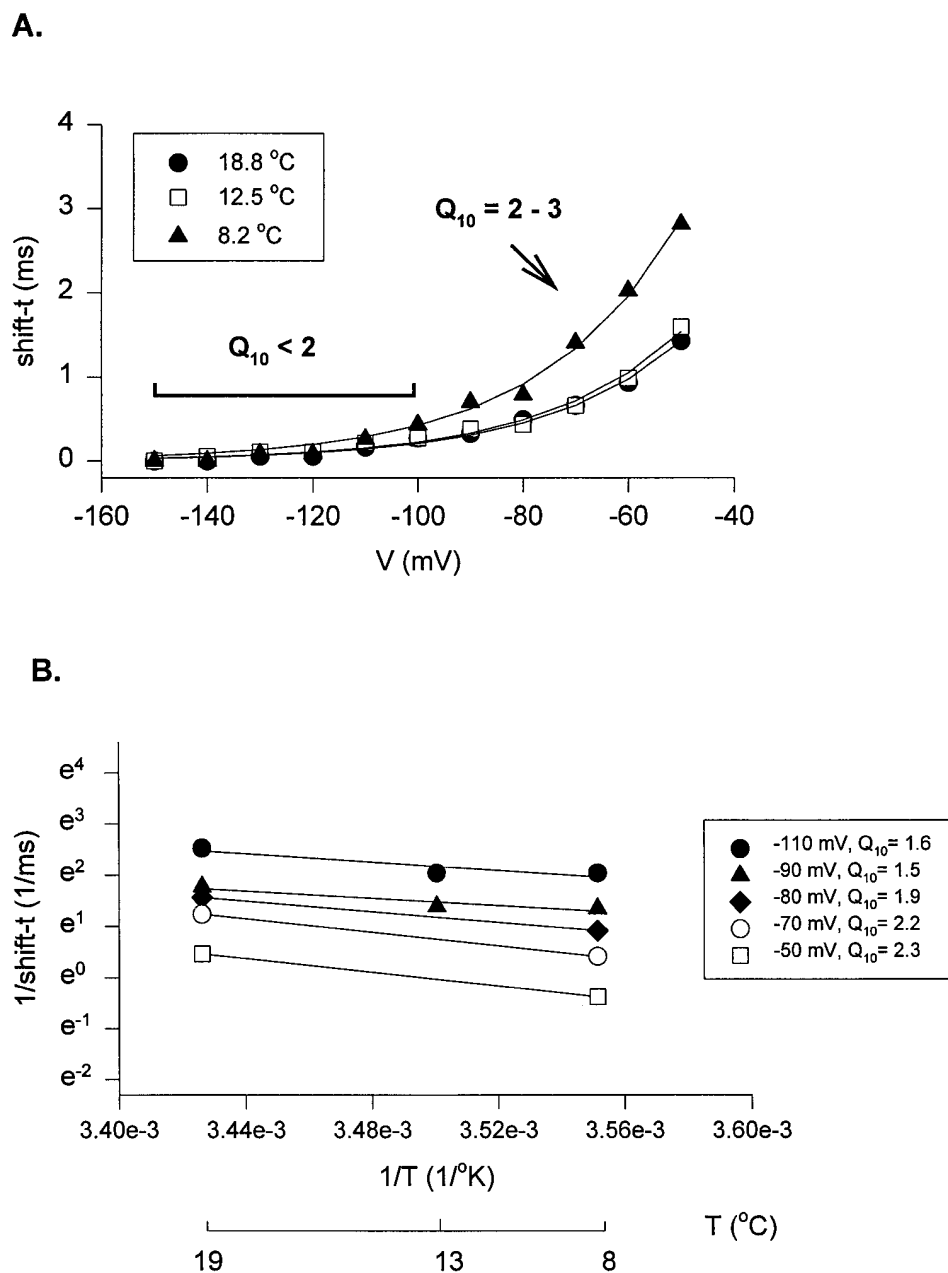 A.
4
3
2
1
0
shift-t (ms)
18.8 °C
12.5 °C
8.2 °C
Q10 = 2 - 3
Q10 < 2
-160 -140 -120 -100 -80 -60 -40
V (mV)
B.
e4
e3
e2
e1
e0
e-1
e-2
1/shift-t (1/ms)
-110 mV, Q10= 1.6
-90 mV, Q10= 1.5
-80 mV, Q10= 1.9
-70 mV, Q10= 2.2
-50 mV, Q10= 2.3
3.40e-3 3.44e-3 3.48e-3 3.52e-3 3.56e-3 3.60e-3
1/T (1/°K)
T (°C)
19 13 8